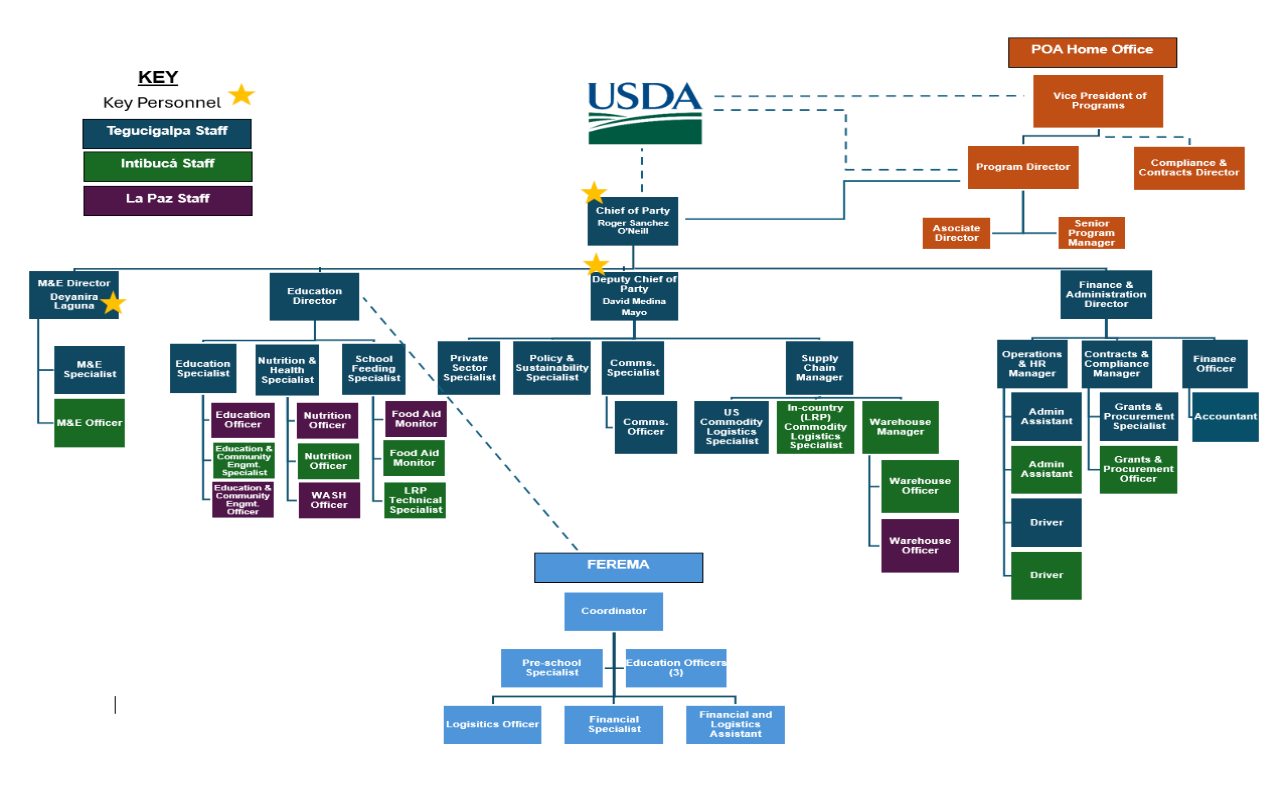 KEY
Key Personnel
Tegucigalpa Staff
Intibucá Staff
La Paz Staff
USDA
POA Home Office
Vice President of
Programs
Program Director
Compliance &
Contracts Director
Asociate
Director
Senior
Program
Manager
Chief of Party
Roger Sanchez
O'Neill
M&E Director
Deyanira
Laguna
Education
Director
Deputy Chief of
Party
David Medina
Mayo
Finance &
Administration
Director
M&E
Specialist
M&E Officer
Education
Specialist
Nutrition &
Health
Specialist
School
Feeding
Specialist
Education
Officer
Education &
Community
Engmt.
Specialist
Education &
Community
Engmt.
Officer
Nutrition
Officer
Nutrition
Officer
WASH
Officer
Food Aid
Monitor
Food Aid
Monitor
LRP
Technical
Specialist
Private
Sector
Specialist
Policy &
Sustainability
Specialist
Comms.
Specialist
Comms.
Officer
Supply
Chain
Manager
US
Commodity
Logistics
Specialist
In-country
(LRP)
Commodity
Logistics
Specialist
Warehouse
Manager
Warehouse
Officer
Warehouse
Officer
Operations
& HR
Manager
Contracts &
Compliance
Manager
Finance
Officer
Admin
Assistant
Admin
Assistant
Driver
Driver
Grants &
Procurement
Specialist
Grants &
Procurement
Officer
Accountant
FEREMA
Coordinator
Pre-school
Specialist
Education Officers
(3)
Logisitics Officer
Financial
Specialist
Financial and
Logistics
Assistant